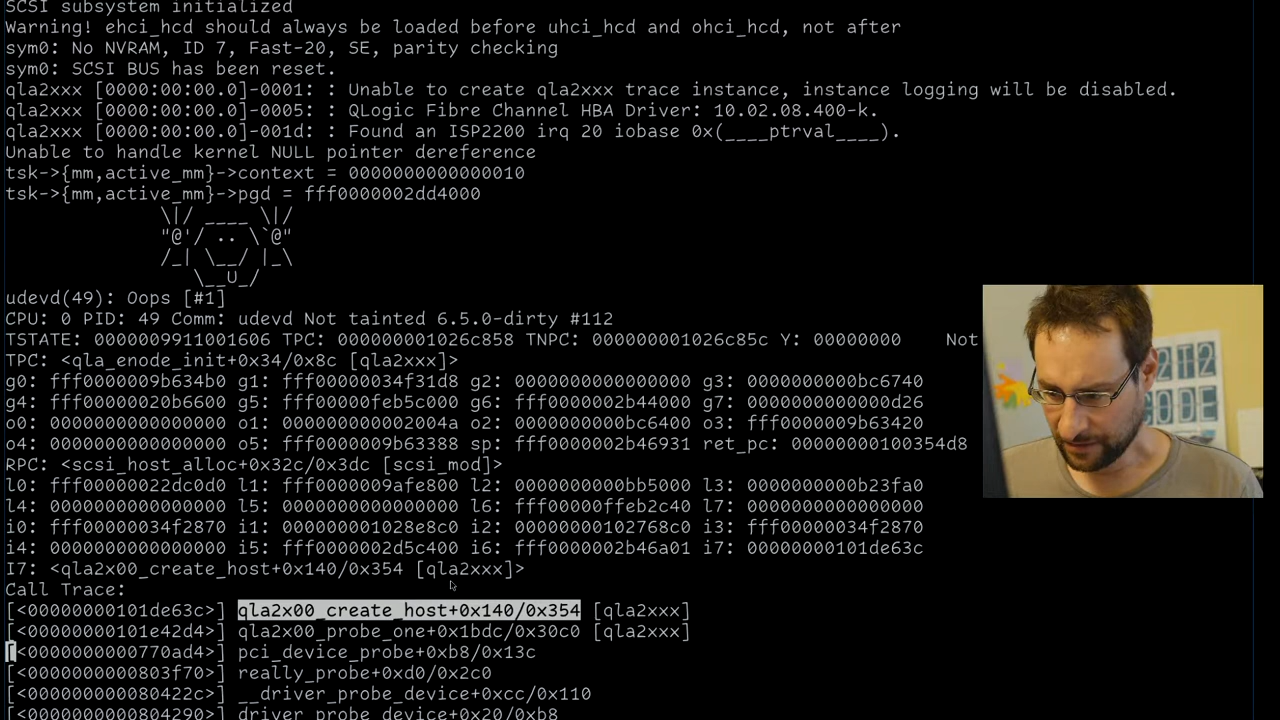 SCSI subsystem initialized
Warning! ehci_hcd should always be loaded before uhci_hcd and ohci_hcd, not after
sym0: No NVRAM, ID 7, Fast-20, SE, parity checking
sym0: SCSI BUS has been reset.
qla2xxx [0000:00:00.0]-0001: : Unable to create qla2xxx trace instance, instance logging will be disabled.
qla2xxx [0000:00:00.0]-0005: : QLogic Fibre Channel HBA Driver: 10.02.08.400-k.
qla2xxx [0000:00:00.0]-001d: : Found an ISP2200 irq 20 iobase 0x(____ptrval____).
Unable to handle kernel NULL pointer dereference
tsk->{mm,active_mm}->context = 0000000000000010
tsk->{mm,active_mm}->pgd = fff0000002dd4000
\|/ ____ \|/
"@'/ .. \`@"
/_| \__/ |_\
\__U_/
udevd(49): Oops [#1]
CPU: 0 PID: 49 Comm: udevd Not tainted 6.5.0-dirty #112
TSTATE: 0000009911001606 TPC: 000000001026c858 TNPC: 000000001026c85c Y: 00000000    Not
TPC: <qla_enode_init+0x34/0x8c [qla2xxx]>
g0: fff0000009b634b0 g1: fff00000034f31d8 g2: 0000000000000000 g3: 0000000000bc6740
g4: fff0000020b6600 g5: fff0000feb5c000 g6: fff0000002b44000 g7: 0000000000000d26
o0: 0000000000000000 o1: 000000000002004a o2: 0000000000bc6400 o3: fff0000009b63420
o4: 0000000000000000 o5: fff0000009b63388 sp: fff0000002b46931 ret_pc: 00000000100354d8
RPC: <scsi_host_alloc+0x32c/0x3dc [scsi_mod]>
l0: fff0000022dc0d0 l1: fff0000009afe800 l2: 0000000000bb5000 l3: 0000000000b23fa0
l4: 0000000000000000 l5: 0000000000000000 l6: fff00000ffeb2c40 l7: 0000000000000000
i0: fff00000034f2870 i1: 000000001028e8c0 i2: 00000000102768c0 i3: fff00000034f2870
i4: 0000000000000000 i5: fff0000002d5c400 i6: fff0000002b46a01 i7: 00000000101de63c
I7: <qla2x00_create_host+0x140/0x354 [qla2xxx]>
Call Trace:
[<00000000101de63c>] qla2x00_create_host+0x140/0x354 [qla2xxx]
[<00000000101e42d4>] qla2x00_probe_one+0x1bdc/0x30c0 [qla2xxx]
[<0000000000770ad4>] pci_device_probe+0xb8/0x13c
[<0000000000803f70>] really_probe+0xd0/0x2c0
[<000000000080422c>] __driver_probe_device+0xcc/0x110
[<0000000000804290>] driver_probe_device+0x20/0xb8
CODE